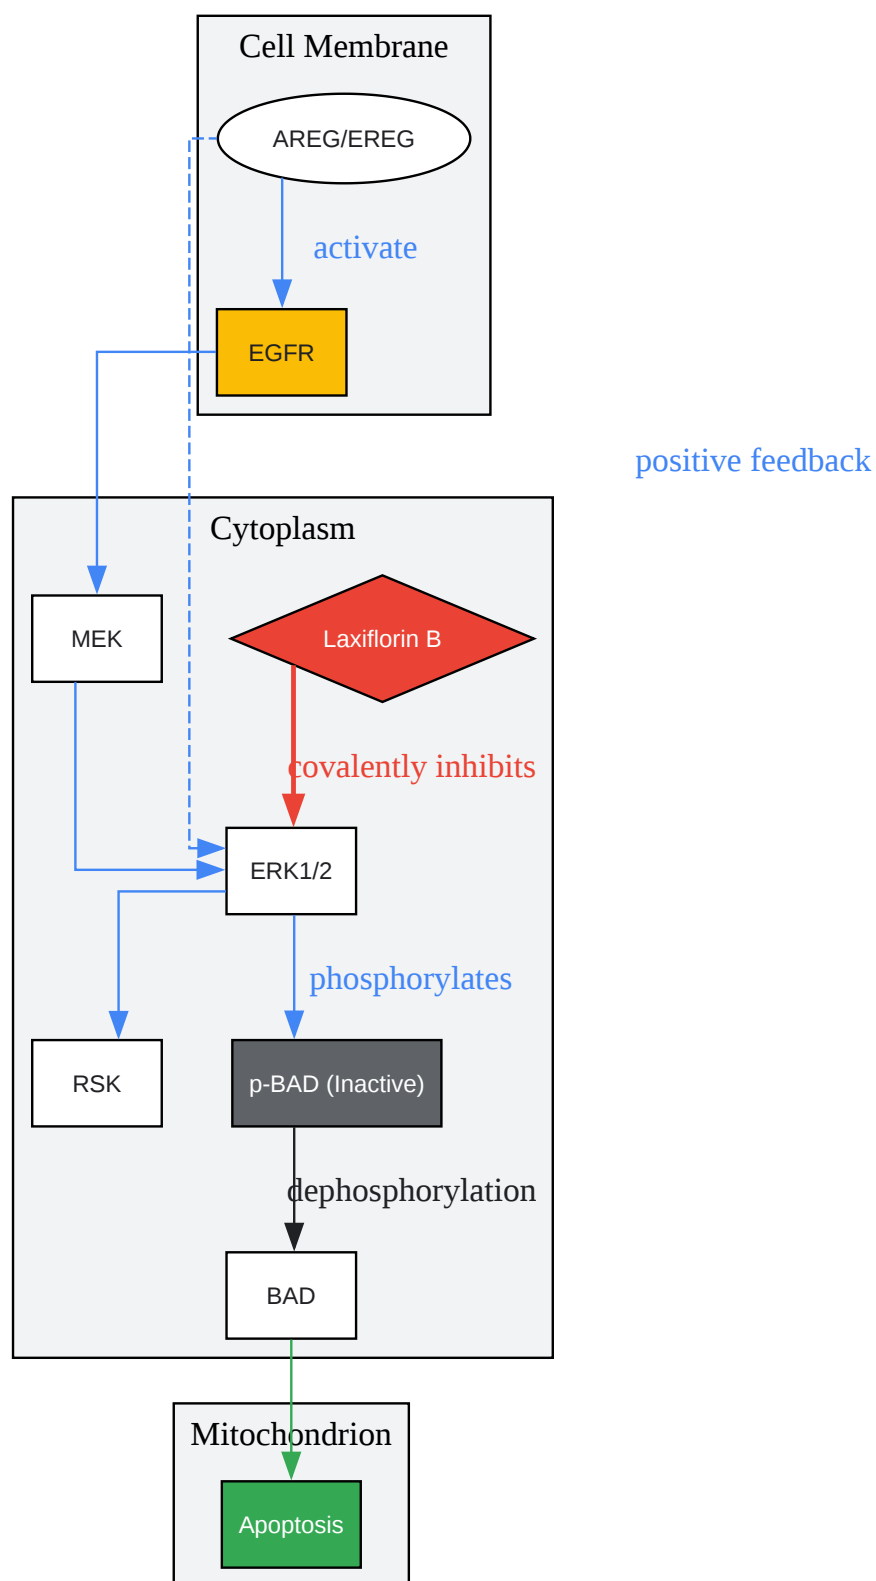 Cell Membrane
AREG/EREG
activate
EGFR
positive feedback
Cytoplasm
MEK
Laxiflorin B
covalently inhibits
ERK1/2
phosphorylates
RSK
p-BAD (Inactive)
dephosphorylation
BAD
Mitochondrion
Apoptosis